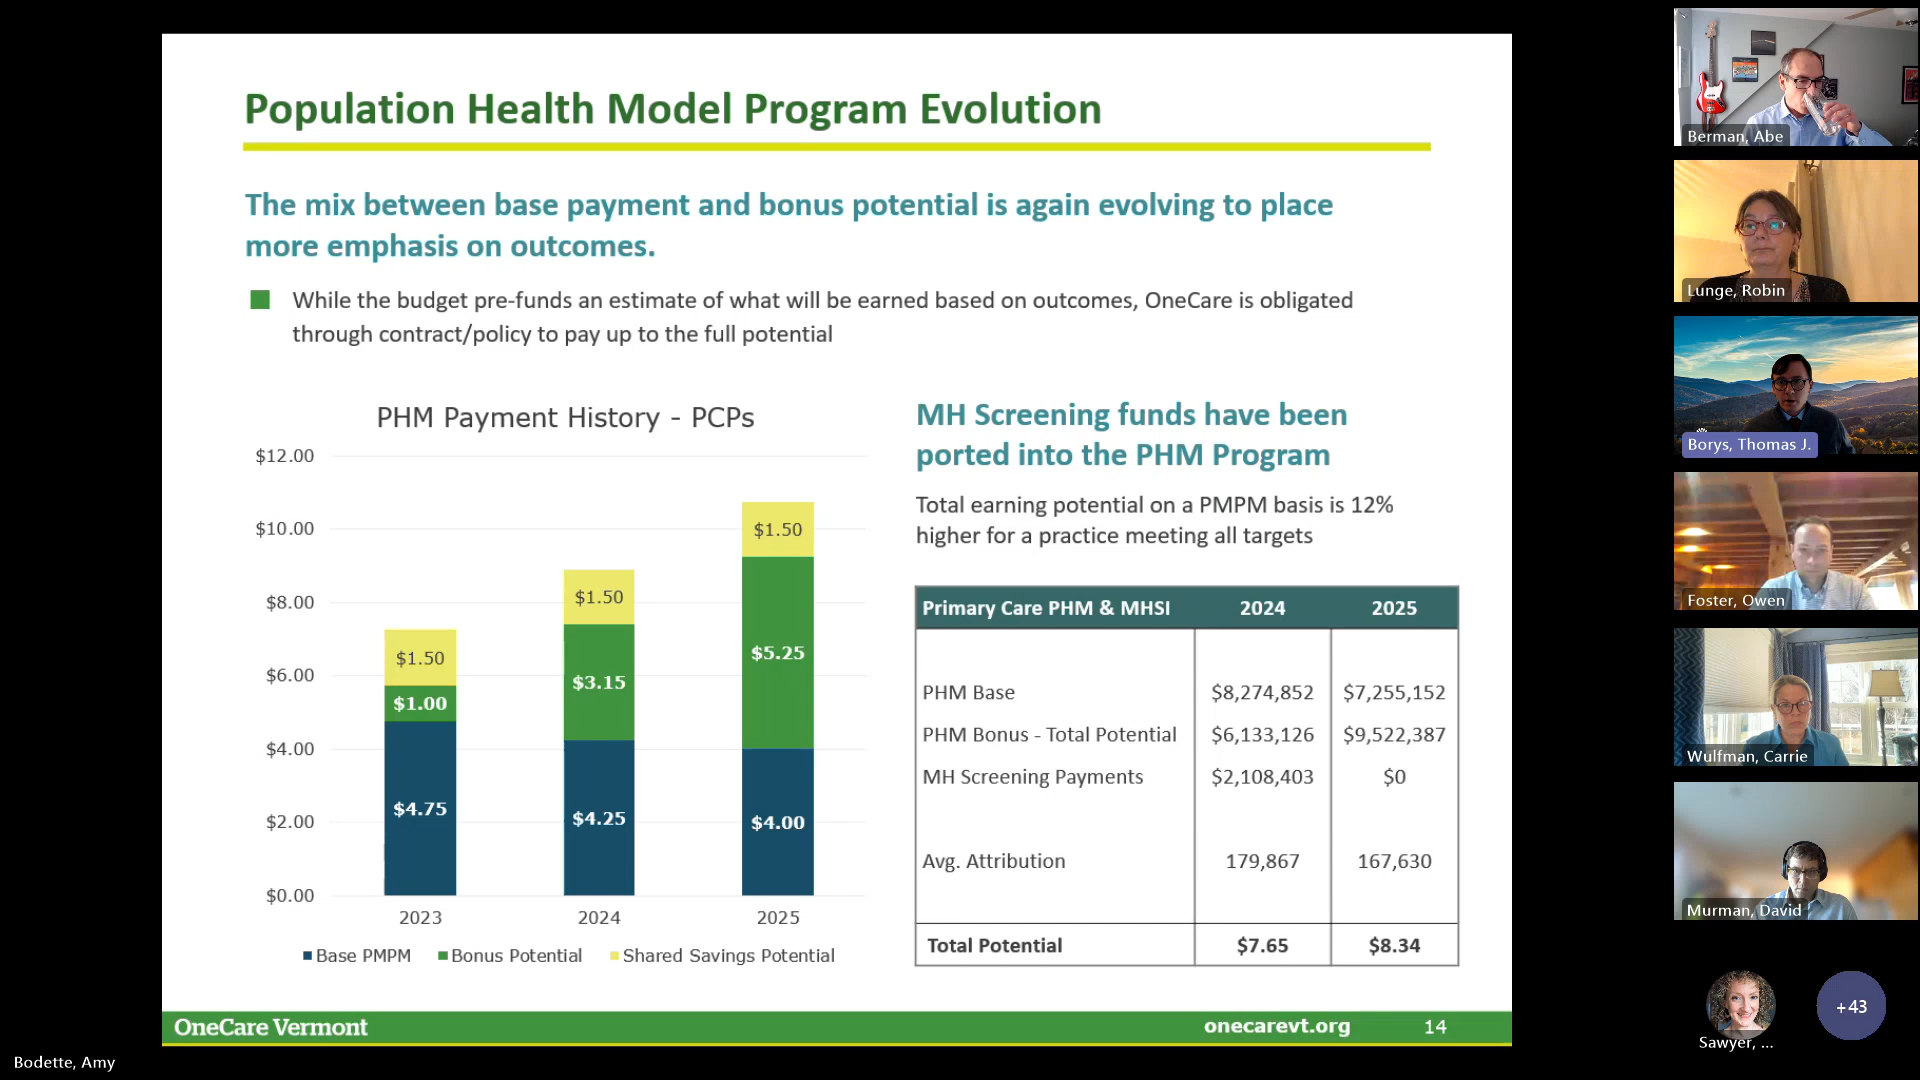 Population Health Model Program Evolution
The mix between base payment and bonus potential is again evolving to place
more emphasis on outcomes.
While the budget pre-funds an estimate of what will be earned based on outcomes, OneCare is obligated
through contract/policy to pay up to the full potential
PHM Payment History - PCPs
$12.00
$10.00
$8.00
$6.00
$4.00
$2.00
$0.00
$1.50
$1.00
$4.75
$1.50
$3.15
$4.25
$1.50
$5.25
$4.00
2023 2024 2025
Base PMPM Bonus Potential Shared Savings Potential
MH Screening funds have been
ported into the PHM Program
Total earning potential on a PMPM basis is 12%
higher for a practice meeting all targets
Primary Care PHM & MHSI 2024 2025
PHM Base $8,274,852 $7,255,152
PHM Bonus - Total Potential $6,133,126 $9,522,387
MH Screening Payments $2,108,403 $0
Avg. Attribution 179,867 167,630
Total Potential $7.65 $8.34
OneCare Vermont onecarevt.org 14
Bodette, Amy
Berman, Abe
Lunge, Robin
Borys, Thomas J.
Foster, Owen
Wulfman, Carrie
Murman, David
Sawyer, ...
+43